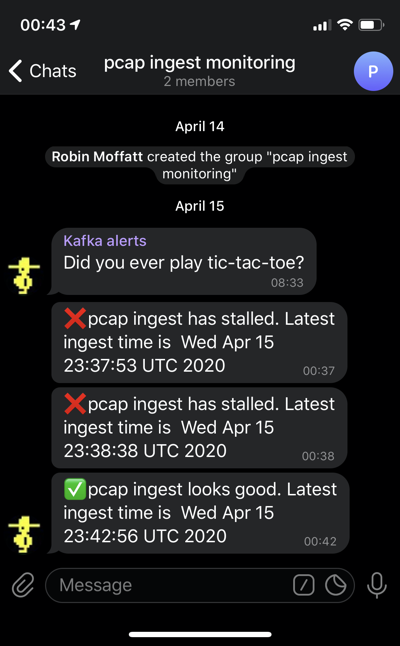 00:43
Chats
pcap ingest monitoring
2 members
P
April 14
Robin Moffatt created the group "pcap ingest
monitoring"
April 15
Kafka alerts
Did you ever play tic-tac-toe?
08:33
❌pcap ingest has stalled. Latest
ingest time is  Wed Apr 15
23:37:53 UTC 2020
00:37
❌pcap ingest has stalled. Latest
ingest time is  Wed Apr 15
23:38:38 UTC 2020
00:38
✅pcap ingest looks good. Latest
ingest time is  Wed Apr 15
23:42:56 UTC 2020
00:42
Message